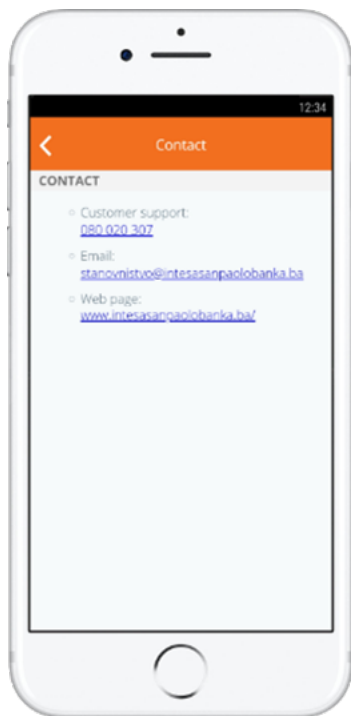 12:34
Contact
CONTACT
Customer support:
080 020 307
Email:
stanovnistvo@intesasanpaolobanka.ba
Web page:
www.intesasanpaolobanka.ba/